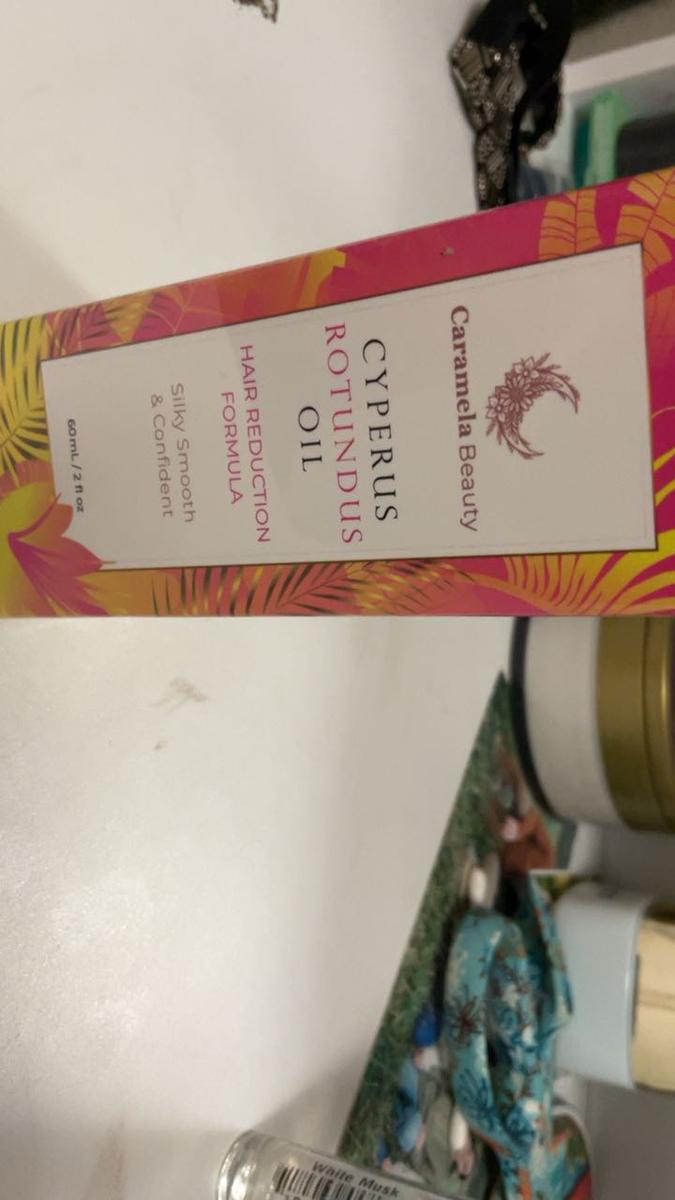 Caramela Beauty
CYPERUS
ROTUNDUS
OIL
HAIR REDUCTION
FORMULA
Silky Smooth
& Confident
60mL / 2 fl oz
White Musk